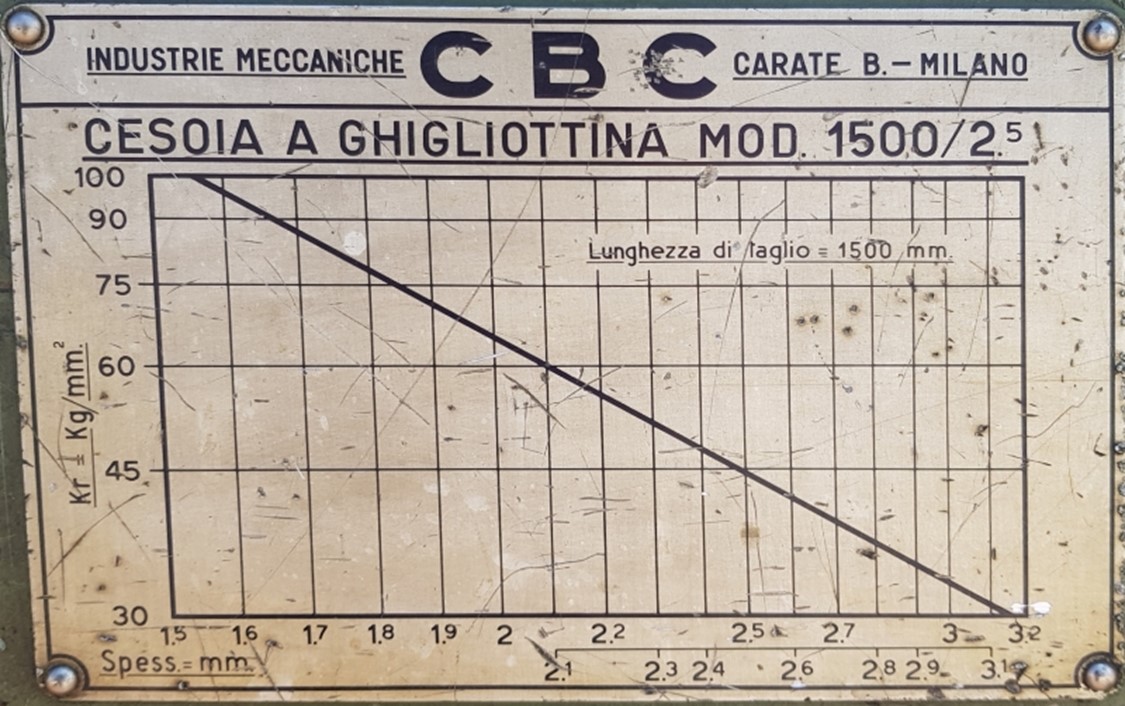 INDUSTRIE MECCANICHE CBC CARATE B.-MILANO
CESOIA A GHIGLIOTTINA MOD. 1500/2.⁵
100
90
Lunghezza di taglio = 1500 mm.
75
60
Kr = Kg/mm²
45
30
1,5 1,6 1,7 1,8 1,9 2 2.2 2.5 2.7 3 3.2
Spess. = mm. 2.1 2.3 2.4 2.6 2.8 2.9 3.1